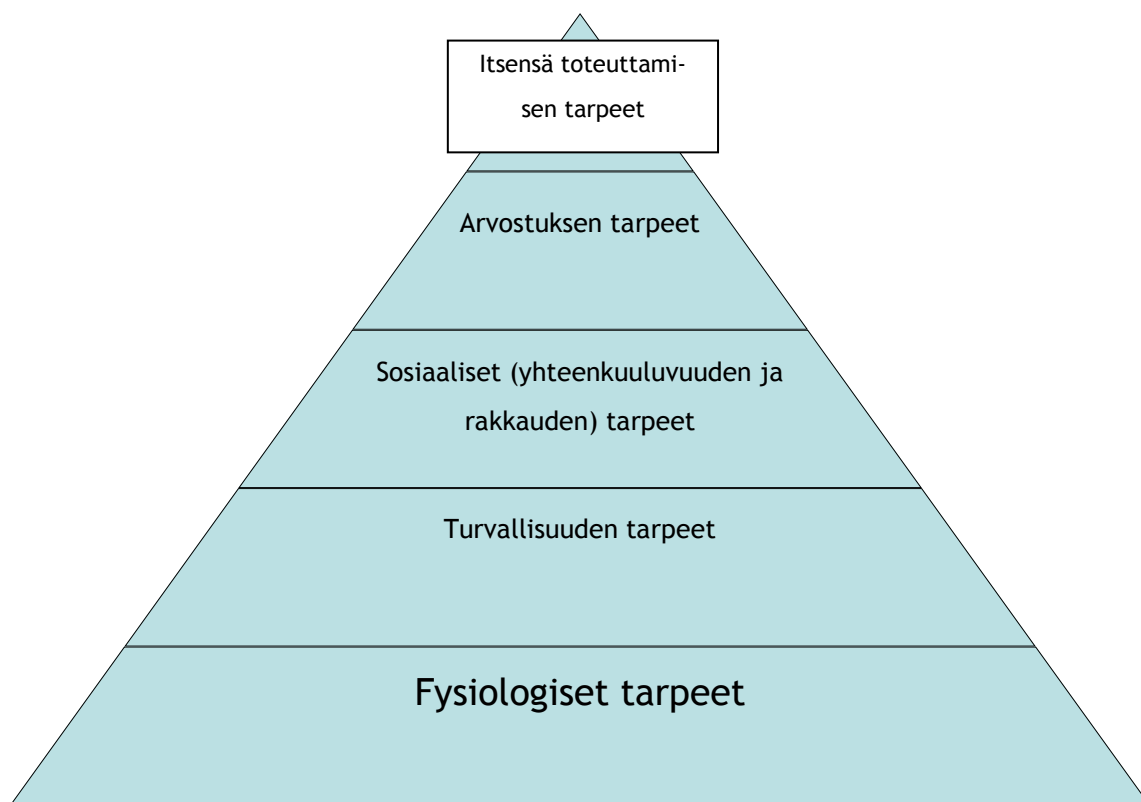 Itsensä toteuttami-
sen tarpeet
Arvostuksen tarpeet
Sosiaaliset (yhteenkuuluvuuden ja
rakkauden) tarpeet
Turvallisuuden tarpeet
Fysiologiset tarpeet